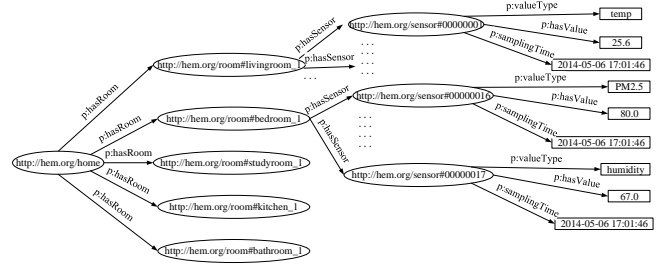 p:valueType
temp
http://hem.org/sensor#00000001
p:hasValue
25.6
p:hasSensor
p:samplingTime
2014-05-06 17:01:46
http://hem.org/room#livingroom_1
p:hasSensor
. . .
. . .
. . .
. . .
p:hasRoom
p:valueType
PM2.5
http://hem.org/sensor#00000016
p:hasSensor
p:hasValue
80.0
p:hasRoom
http://hem.org/room#bedroom_1
. . .
. . .
. . .
p:samplingTime
2014-05-06 17:01:46
p:hasSensor
http://hem.org/home
p:hasRoom
http://hem.org/room#studyroom_1
p:valueType
humidity
http://hem.org/sensor#00000017
p:hasValue
67.0
p:hasRoom
http://hem.org/room#kitchen_1
p:samplingTime
2014-05-06 17:01:46
p:hasRoom
http://hem.org/room#bathroom_1